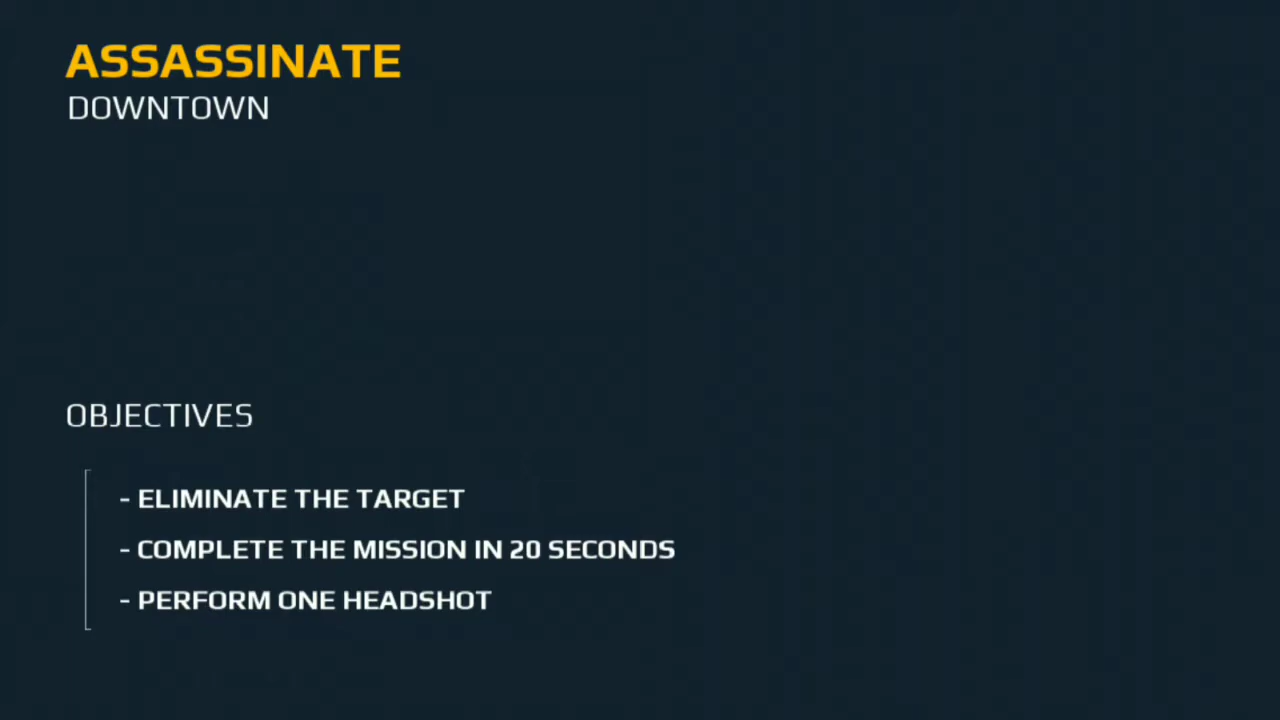 ASSASSINATE
DOWNTOWN
OBJECTIVES
- ELIMINATE THE TARGET
- COMPLETE THE MISSION IN 20 SECONDS
- PERFORM ONE HEADSHOT